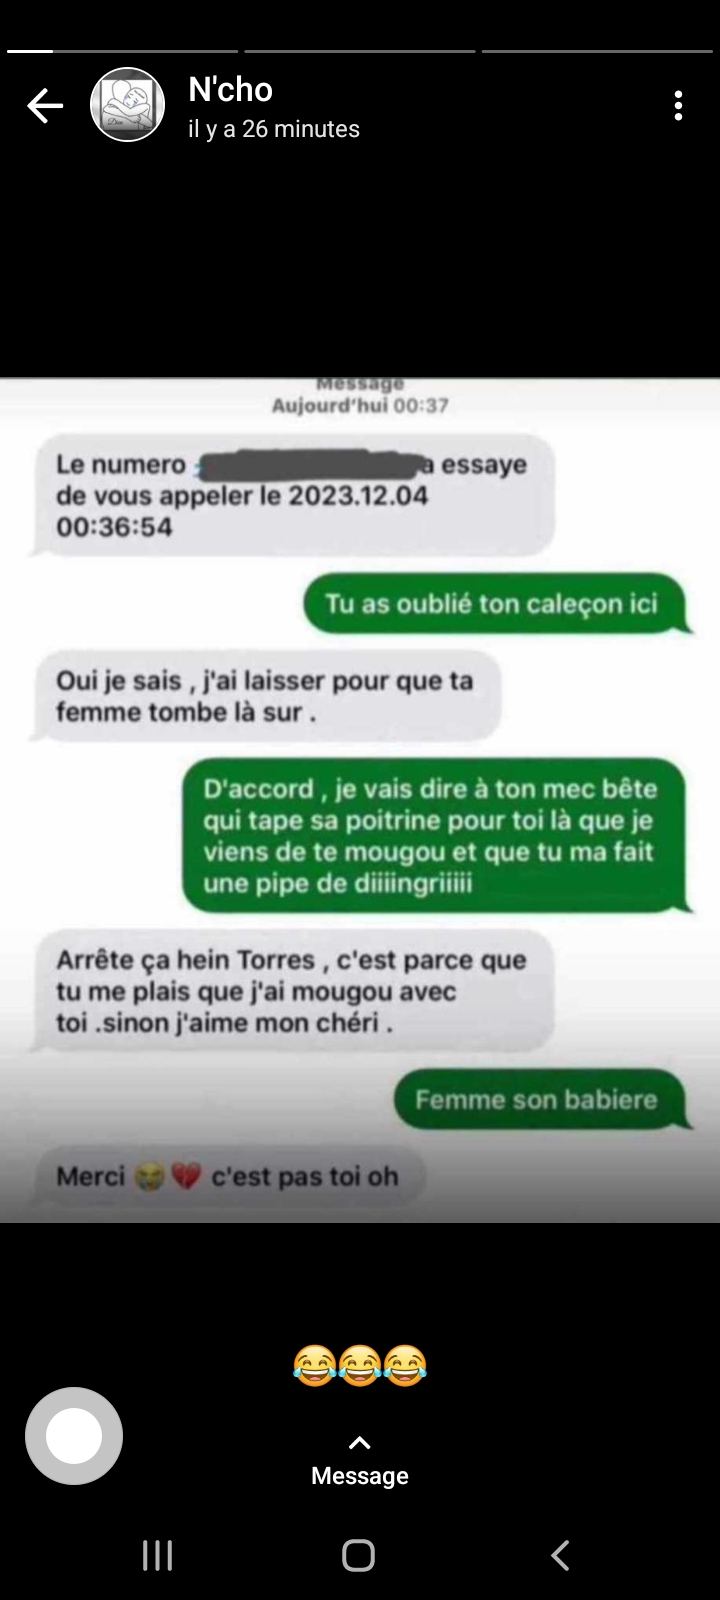 N'cho
il y a 26 minutes
Message
Aujourd'hui 00:37
Le numero a essaye
de vous appeler le 2023.12.04
00:36:54
Tu as oublié ton caleçon ici
Oui je sais , j'ai laisser pour que ta
femme tombe là sur .
D'accord , je vais dire à ton mec bête
qui tape sa poitrine pour toi là que je
viens de te mougou et que tu ma fait
une pipe de diiiingriiiii
Arrête ça hein Torres , c'est parce que
tu me plais que j'ai mougou avec
toi .sinon j'aime mon chéri .
Femme son babiere
Merci 😭💔 c'est pas toi oh
😂😂😂
Message